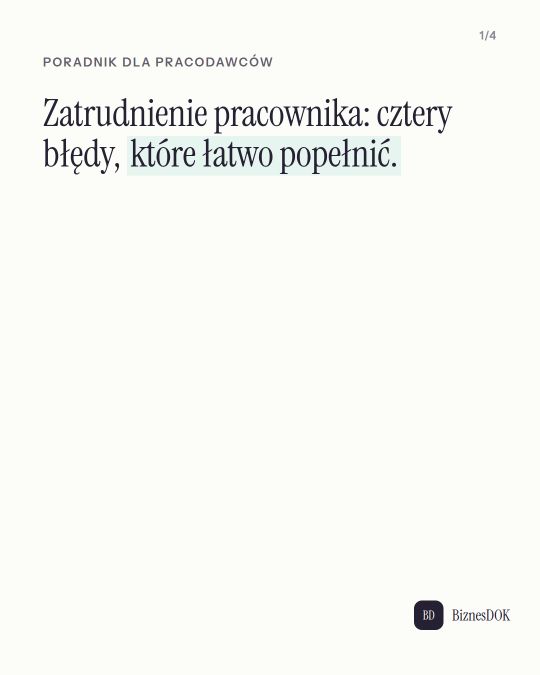 1/4
PORADNIK DLA PRACODAWCÓW
Zatrudnienie pracownika: cztery
błędy, które łatwo popełnić.
BD BiznesDOK